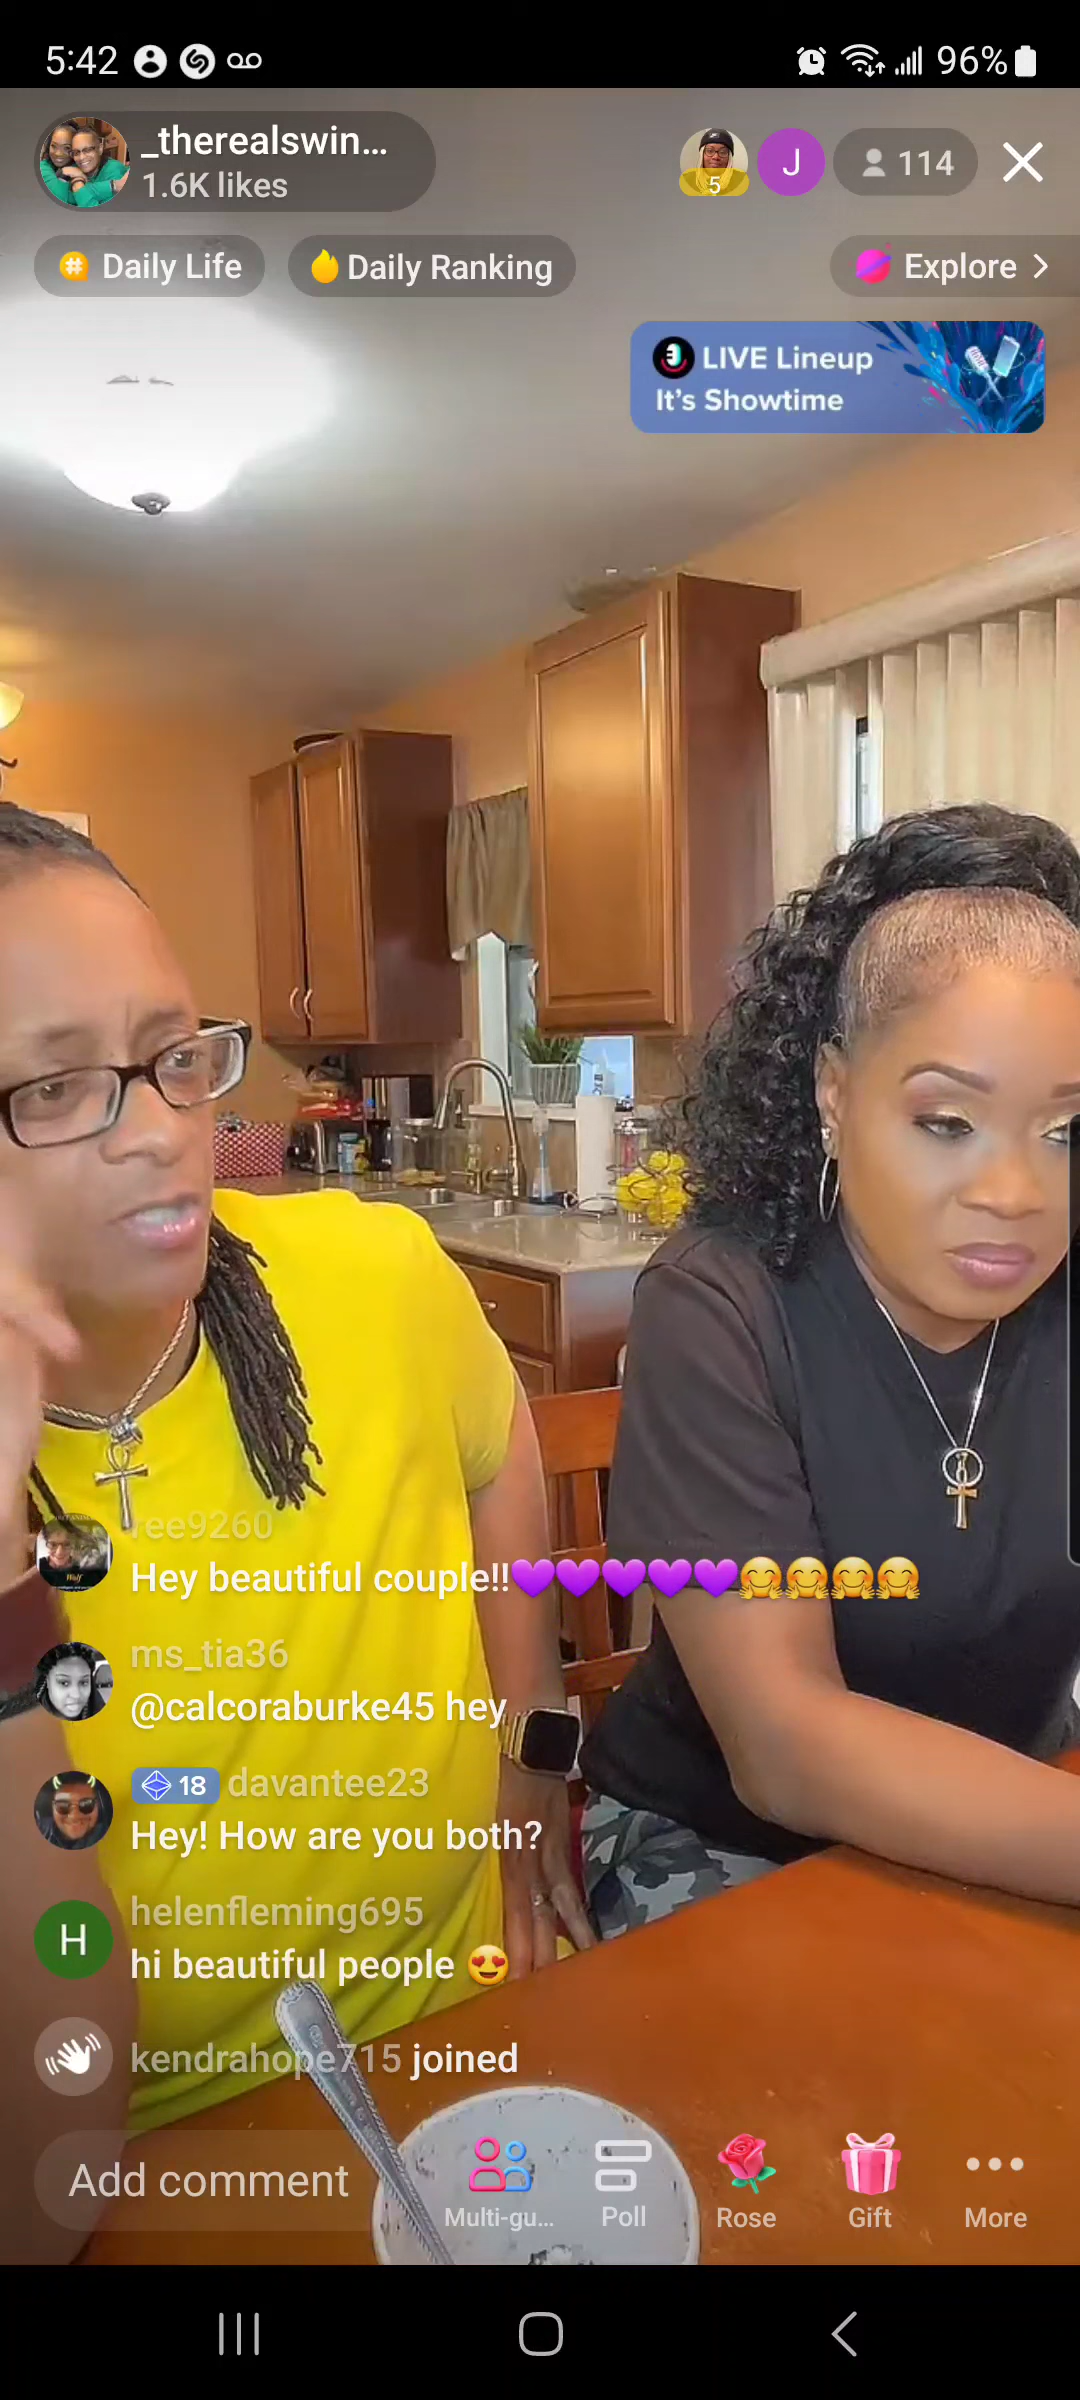 5:42
96%
_therealswin...
1.6K likes
5
J
114
Daily Life
Daily Ranking
Explore
LIVE Lineup
It's Showtime
ree9260
Hey beautiful couple!!💜💜💜💜💜🤗🤗🤗🤗
ms_tia36
@calcoraburke45 hey
18 davantee23
Hey! How are you both?
H
helenfleming695
hi beautiful people 😍
kendrahope715 joined
Add comment
Multi-gu...
Poll
Rose
Gift
More